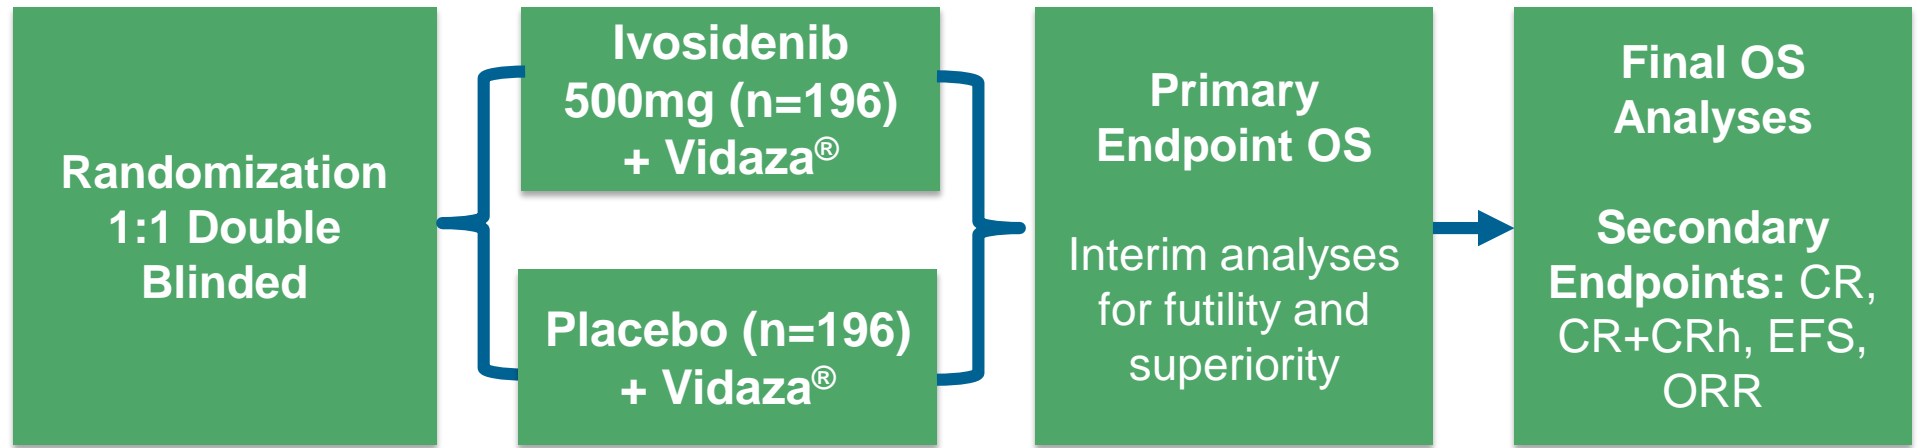 Randomization
1:1 Double
Blinded
Ivosidenib
500mg (n=196)
+ Vidaza®
Placebo (n=196)
+ Vidaza®
Primary
Endpoint OS
Interim analyses
for futility and
superiority
Final OS
Analyses
Secondary
Endpoints: CR,
CR+CRh, EFS,
ORR